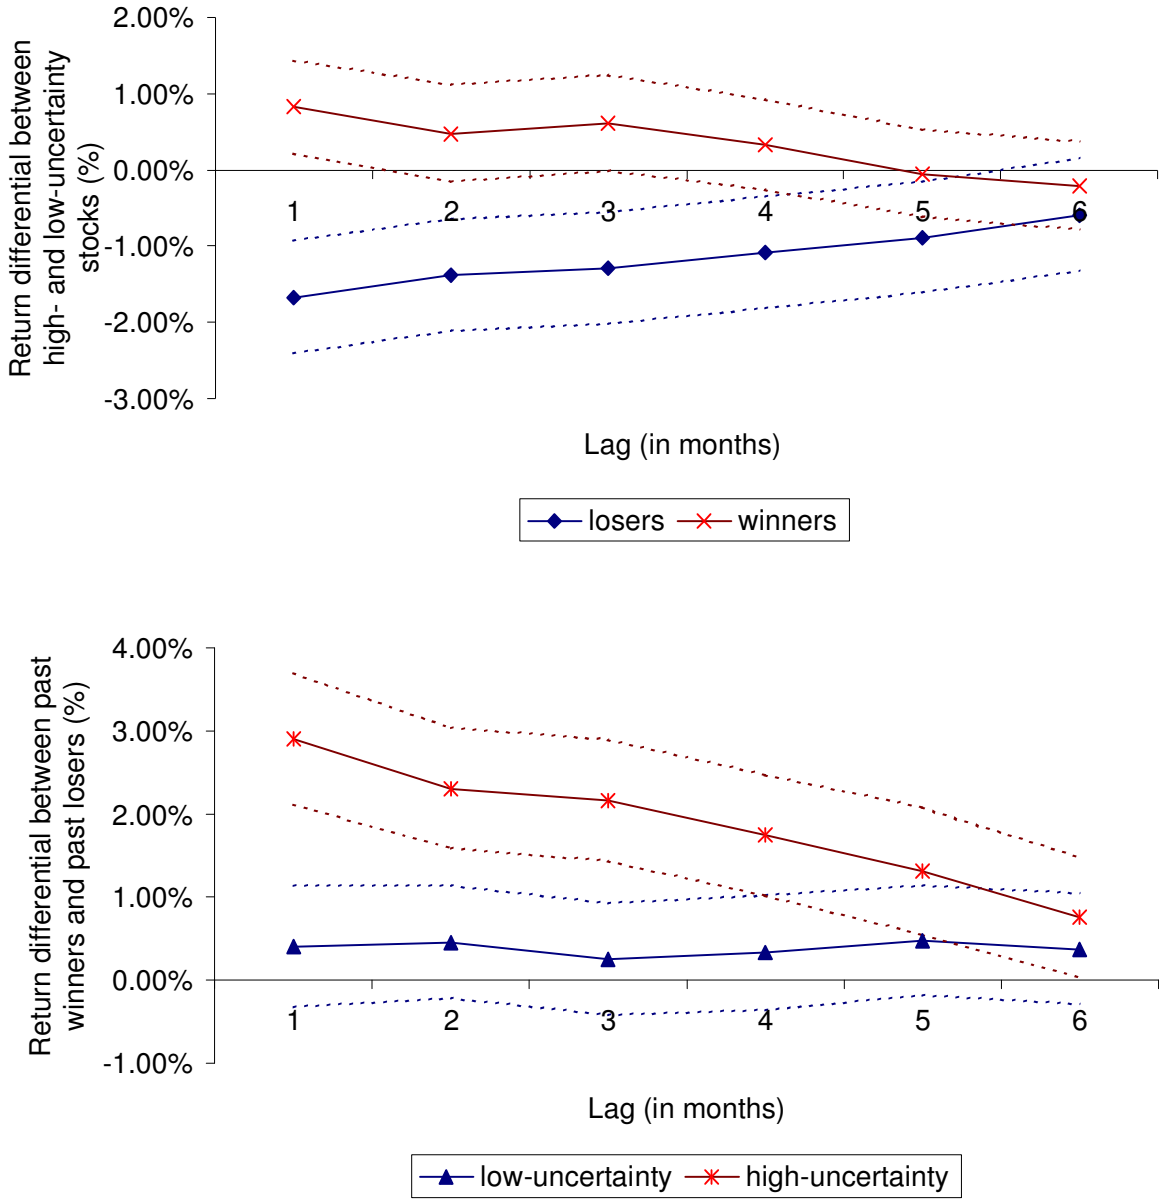 Return differential between
high- and low-uncertainty
stocks (%)
2.00%
1.00%
0.00%
-1.00%
-2.00%
-3.00%
1 2 3 4 5 6
Lag (in months)
losers winners
Return differential between past
winners and past losers (%)
4.00%
3.00%
2.00%
1.00%
0.00%
-1.00%
1 2 3 4 5 6
Lag (in months)
low-uncertainty high-uncertainty